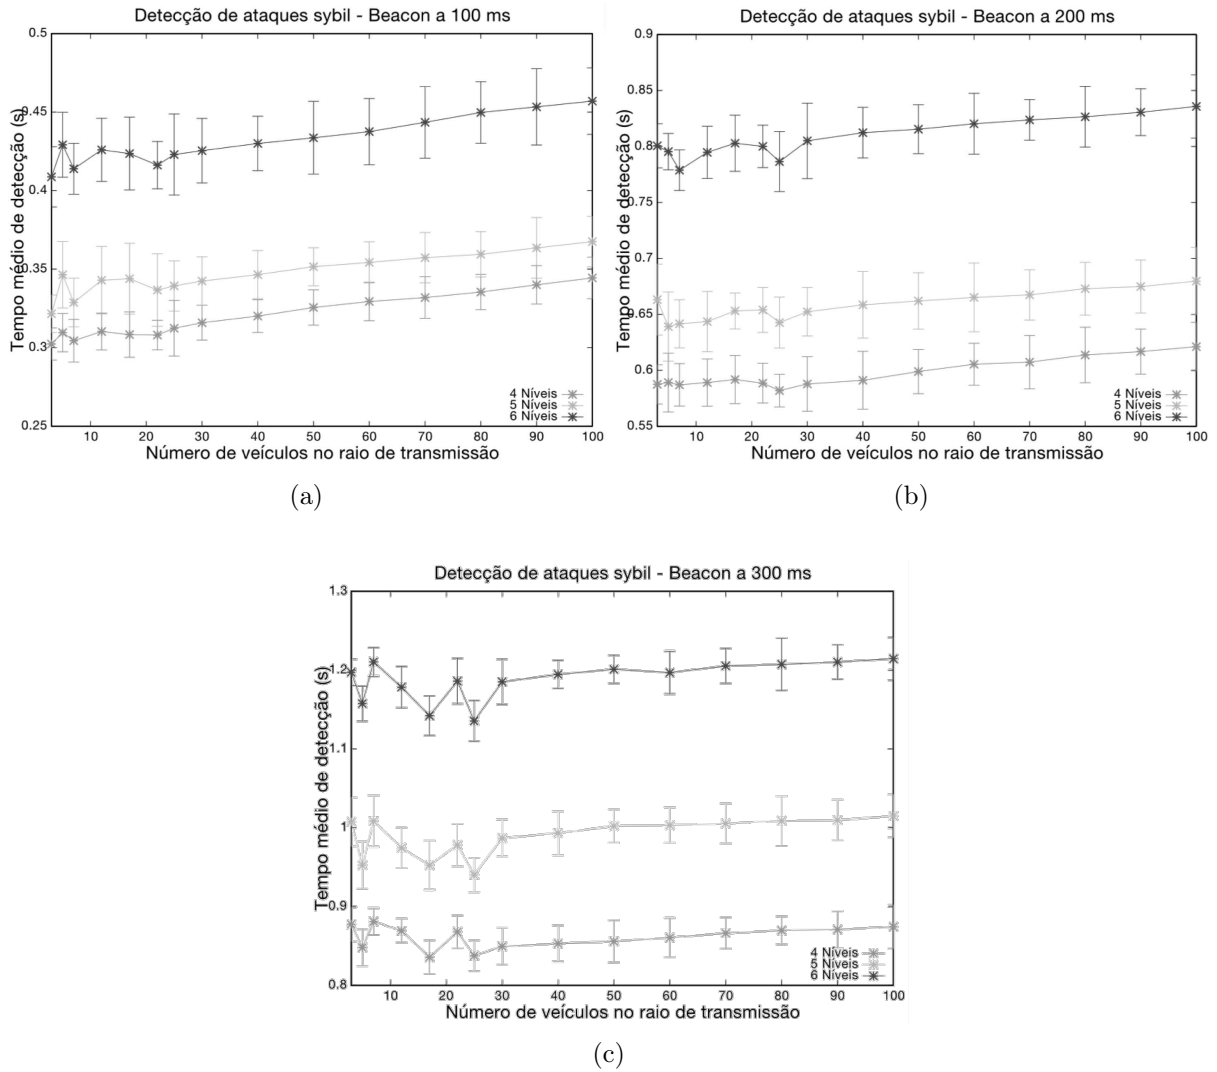 Detecção de ataques sybil - Beacon a 100 ms
Tempo médio de detecção (s)
0.5
0.45
0.4
0.35
0.3
0.25
4 Níveis
5 Níveis
6 Níveis
10 20 30 40 50 60 70 80 90 100
Número de veículos no raio de transmissão
(a)
Detecção de ataques sybil - Beacon a 200 ms
Tempo médio de detecção (s)
0.9
0.85
0.8
0.75
0.7
0.65
0.6
0.55
4 Níveis
5 Níveis
6 Níveis
10 20 30 40 50 60 70 80 90 100
Número de veículos no raio de transmissão
(b)
Detecção de ataques sybil - Beacon a 300 ms
Tempo médio de detecção (s)
1.3
1.2
1.1
1
0.9
0.8
4 Níveis
5 Níveis
6 Níveis
10 20 30 40 50 60 70 80 90 100
Número de veículos no raio de transmissão
(c)